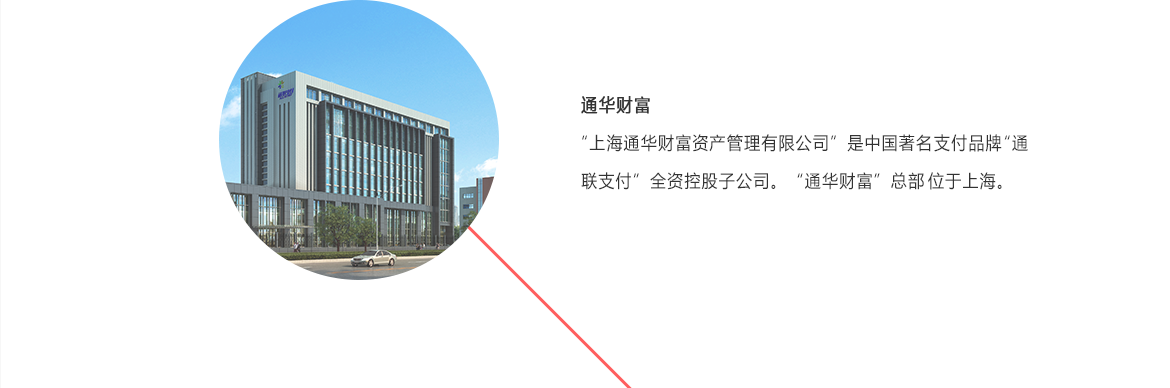 通华财富
“上海通华财富资产管理有限公司”是中国著名支付品牌“通
联支付”全资控股子公司。“通华财富”总部位于上海。